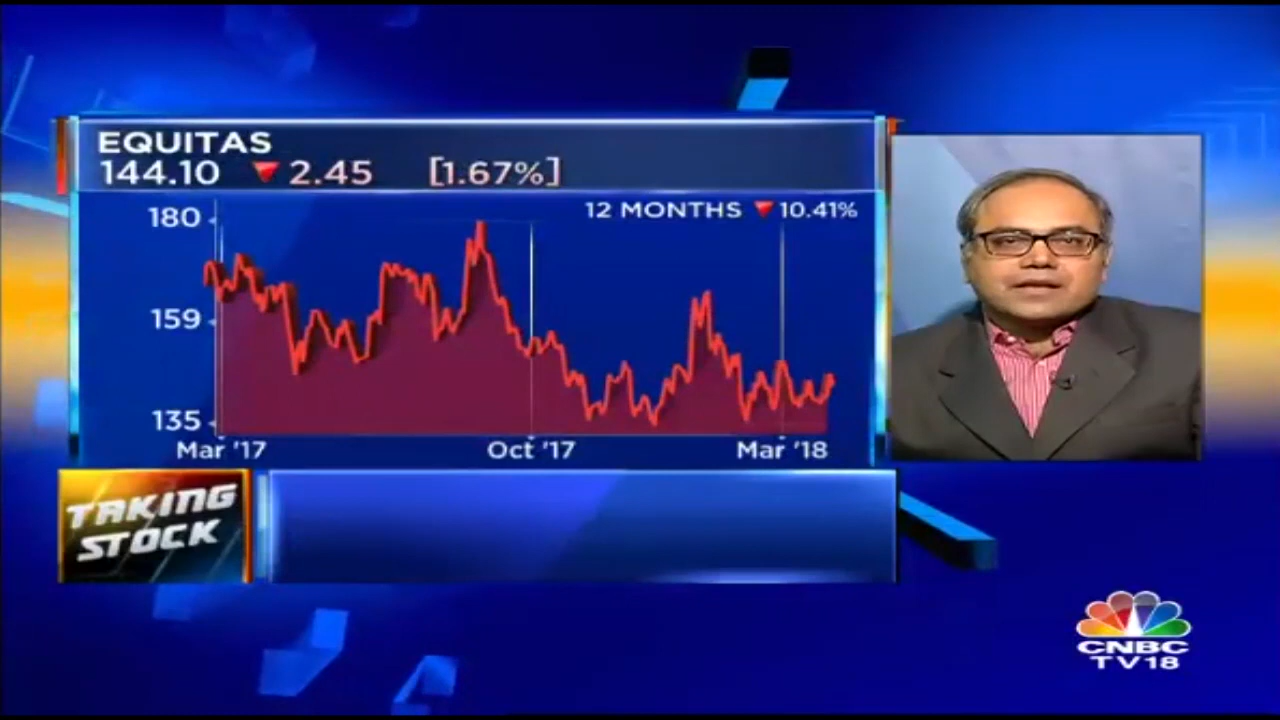 EQUITAS
144.10 ▼ 2.45 [1.67%]
12 MONTHS ▼ 10.41%
180
159
135
Mar '17 Oct '17 Mar '18
TAKING
STOCK
CNBC
TV18